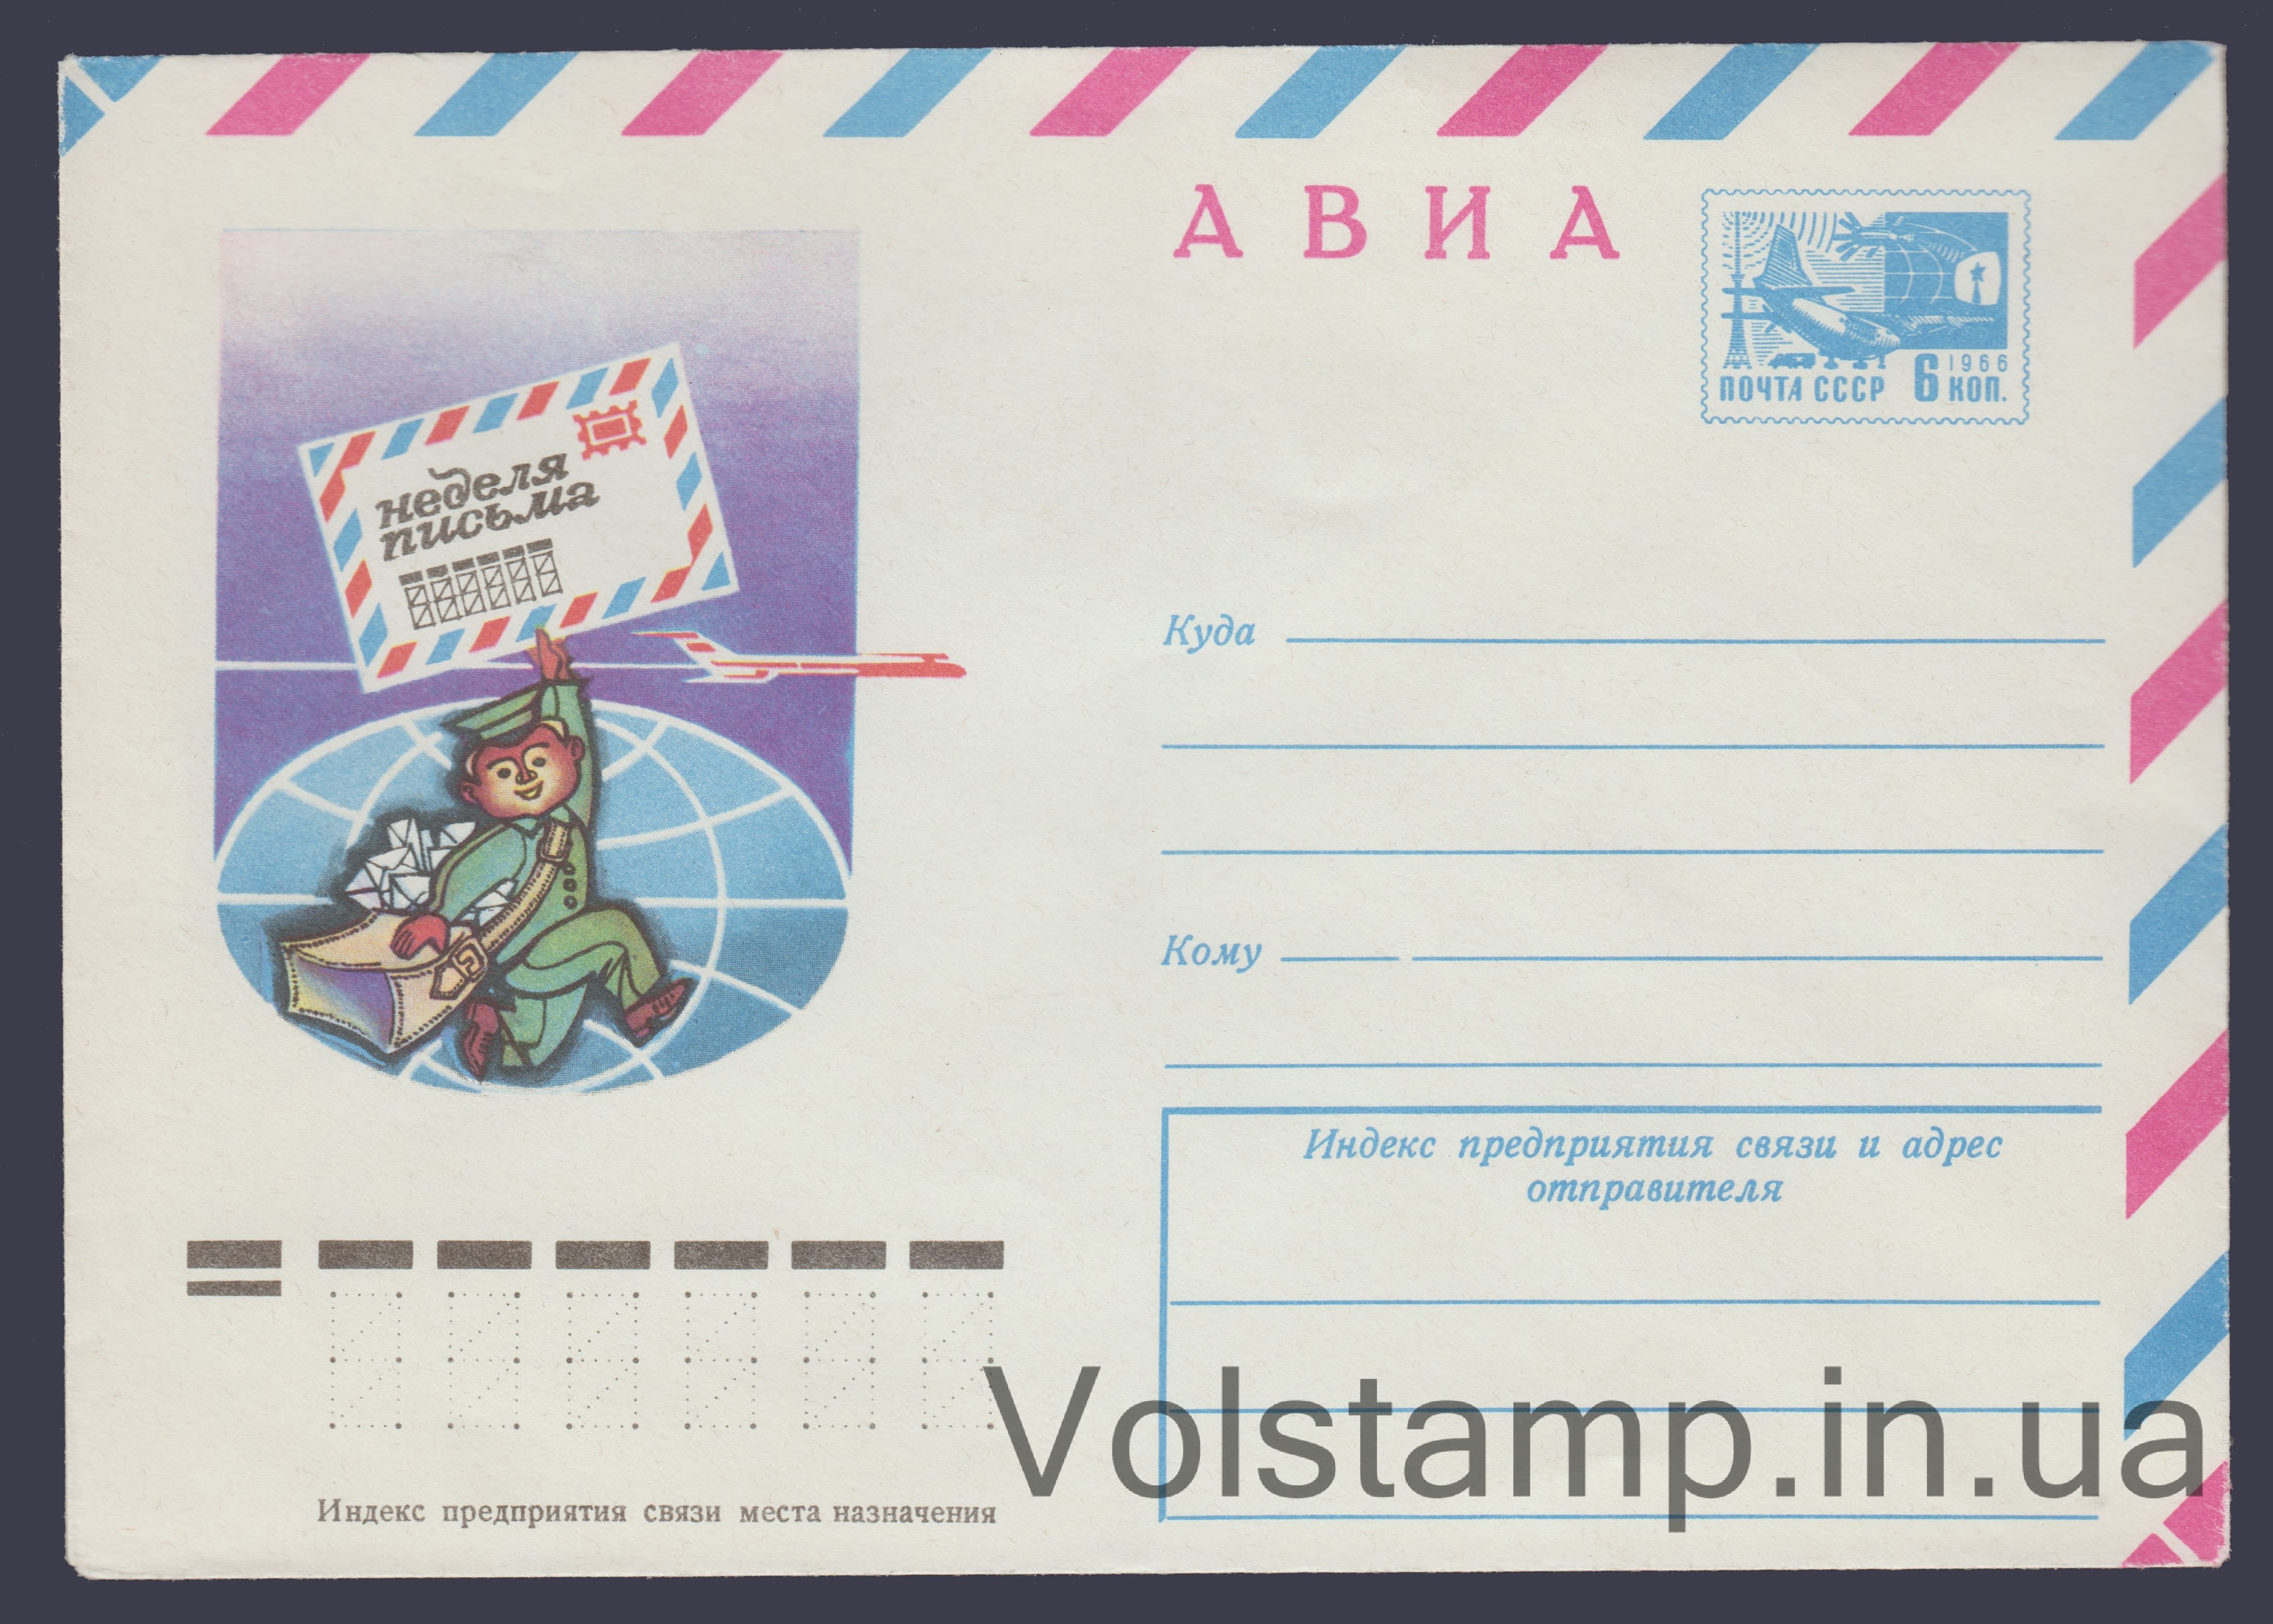 АВИА
1966
ПОЧТА СССР 6 КОП.
неделя
письма
Куда
Кому
Индекс предприятия связи и адрес
отправителя
Индекс предприятия связи места назначения
Volstamp.in.ua